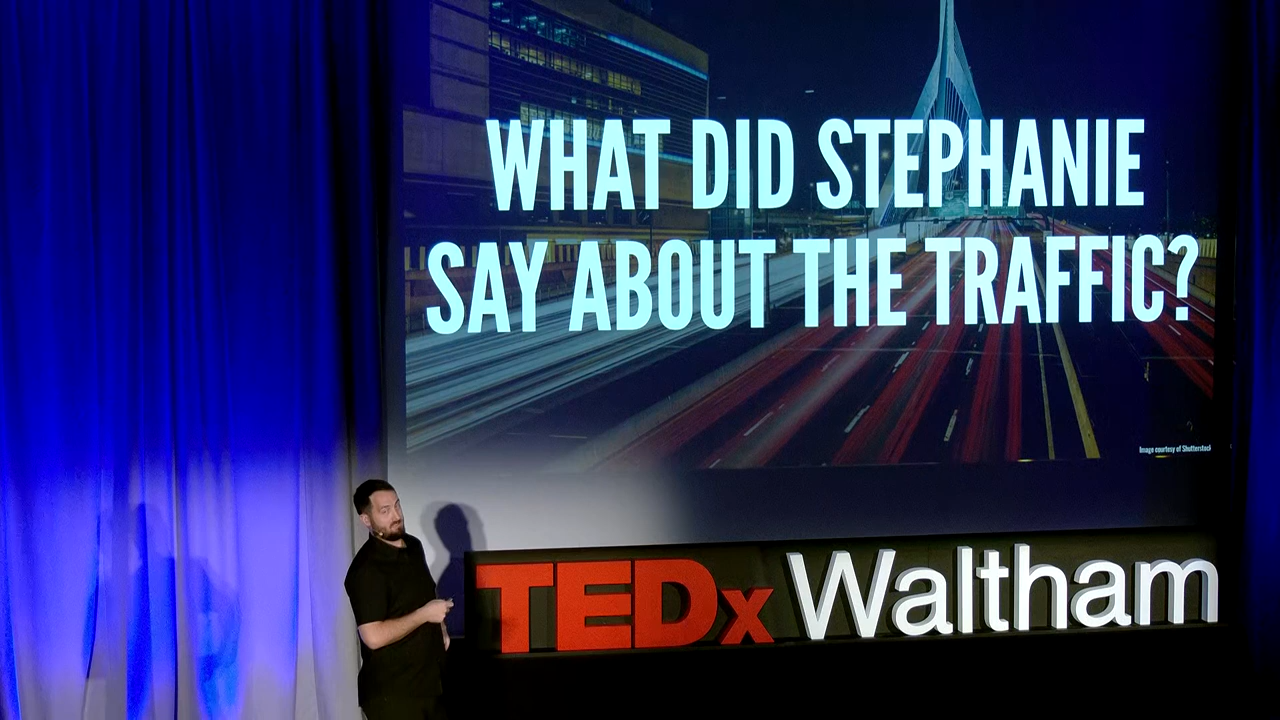 WHAT DID STEPHANIE
SAY ABOUT THE TRAFFIC?
Image courtesy of Shutterstock
TEDx Waltham